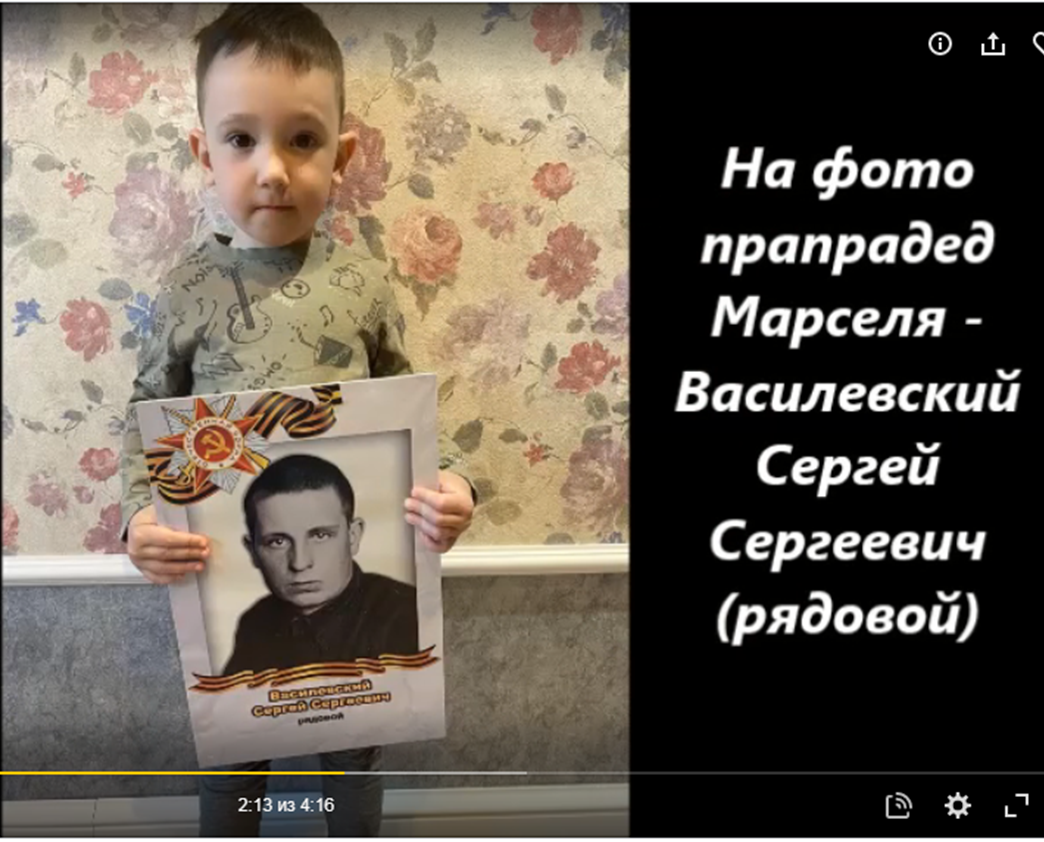 На фото
прапрадед
Марселя -
Василевский
Сергей
Сергеевич
(рядовой)
Василевский
Сергей Сергеевич
рядовой
2:13 из 4:16